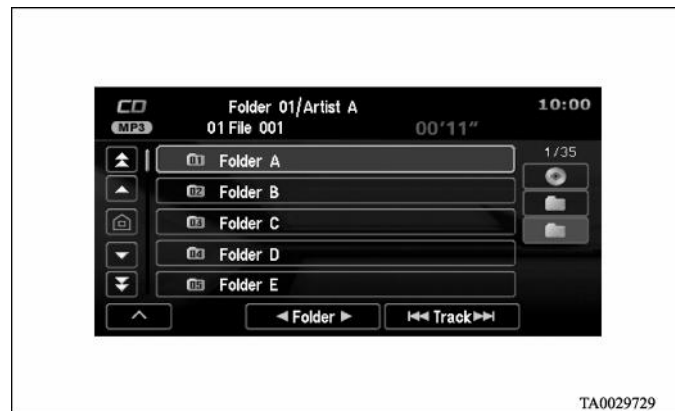 CD
Folder 01/Artist A
10:00
MP3
01 File 001
00'11"
1/35
01 Folder A
02 Folder B
03 Folder C
04 Folder D
05 Folder E
◀ Folder ▶
⏮ Track ⏭
TA0029729